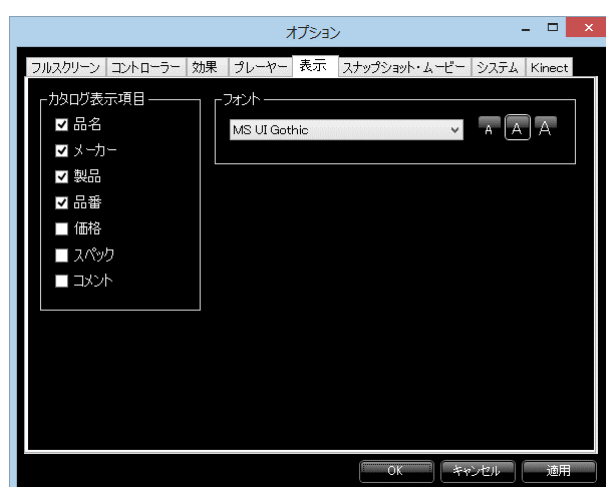 オプション
フルスクリーン コントローラー 効果 プレーヤー 表示 スナップショット・ムービー システム Kinect
カタログ表示項目
品名
メーカー
製品
品番
価格
スペック
コメント
フォント
MS UI Gothic
A A A
OK キャンセル 適用